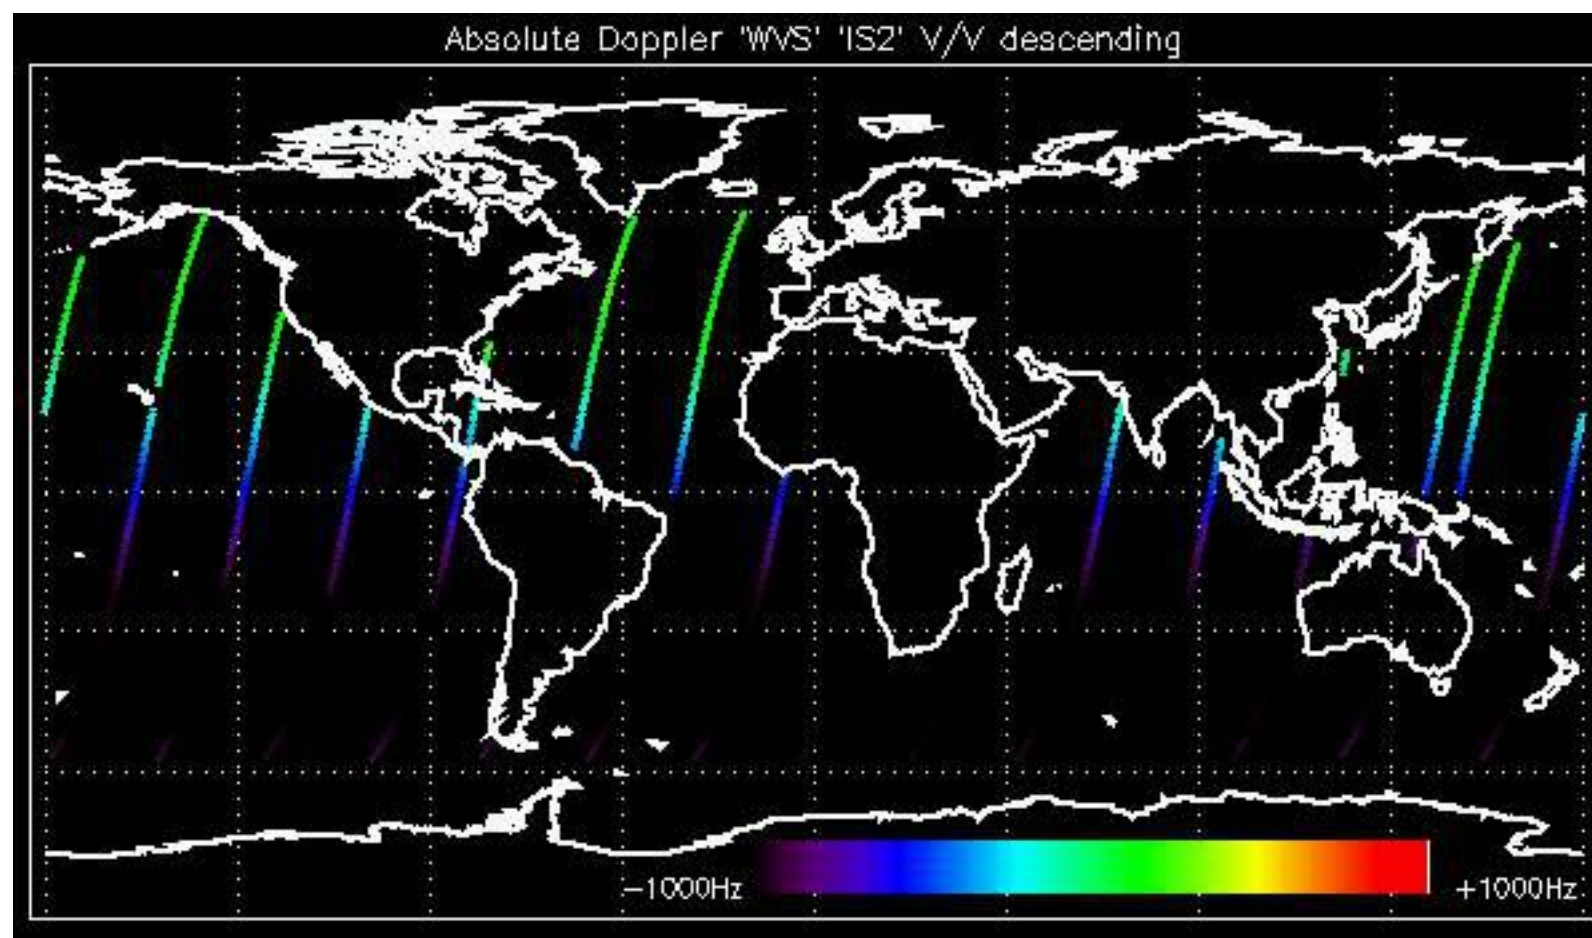 Absolute Doppler 'WVS' 'IS2' V/V descending
-1000Hz +1000Hz